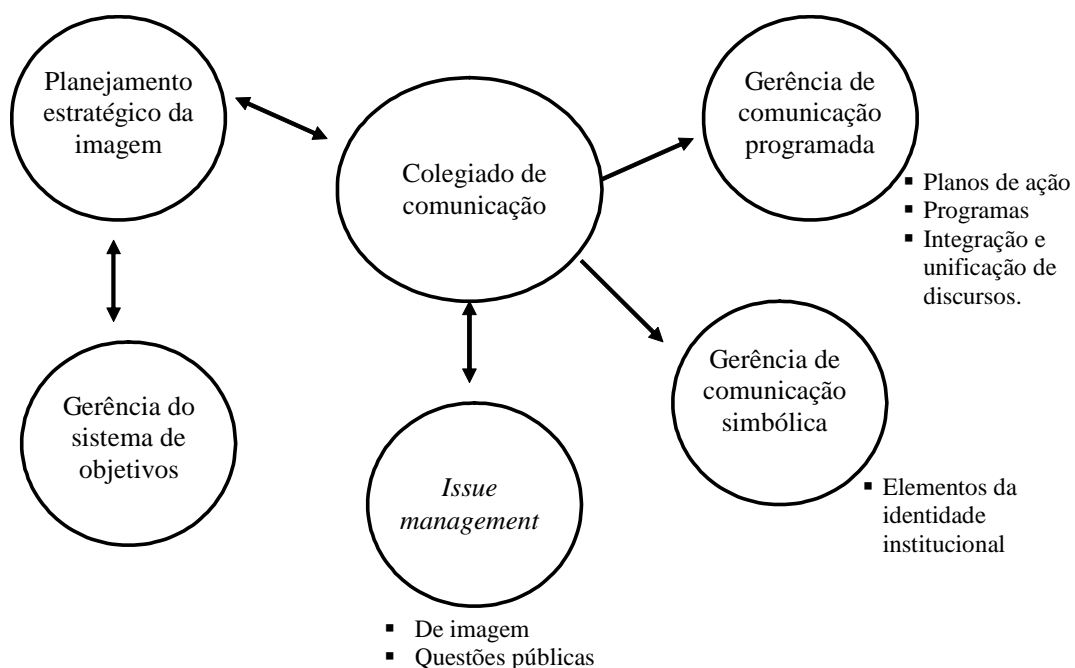 Planejamento
estratégico da
imagem
Colegiado de
comunicação
Gerência de
comunicação
programada
▪ Planos de ação
▪ Programas
▪ Integração e
unificação de
discursos.
Gerência do
sistema de
objetivos
Issue
management
▪ De imagem
▪ Questões públicas
Gerência de
comunicação
simbólica
▪ Elementos da
identidade
institucional